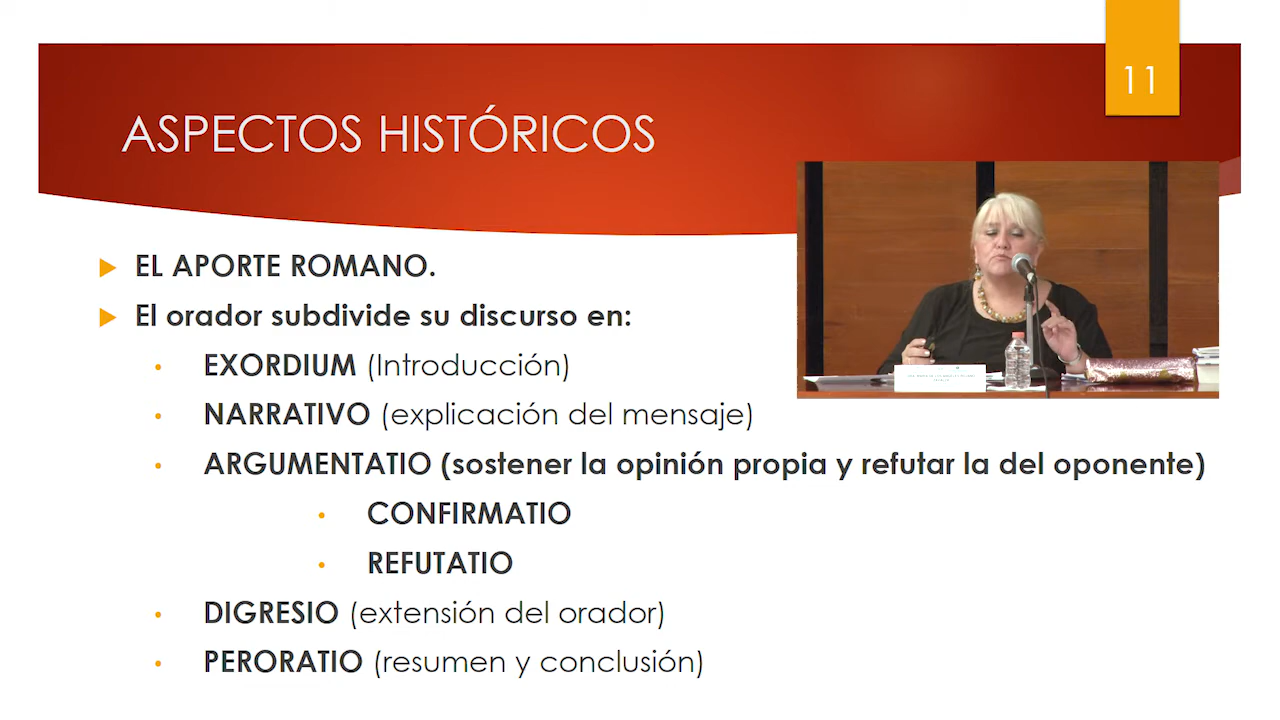 11
ASPECTOS HISTÓRICOS
EL APORTE ROMANO.
El orador subdivide su discurso en:
EXORDIUM (Introducción)
NARRATIVO (explicación del mensaje)
ARGUMENTATIO (sostener la opinión propia y refutar la del oponente)
CONFIRMATIO
REFUTATIO
DIGRESIO (extensión del orador)
PERORATIO (resumen y conclusión)